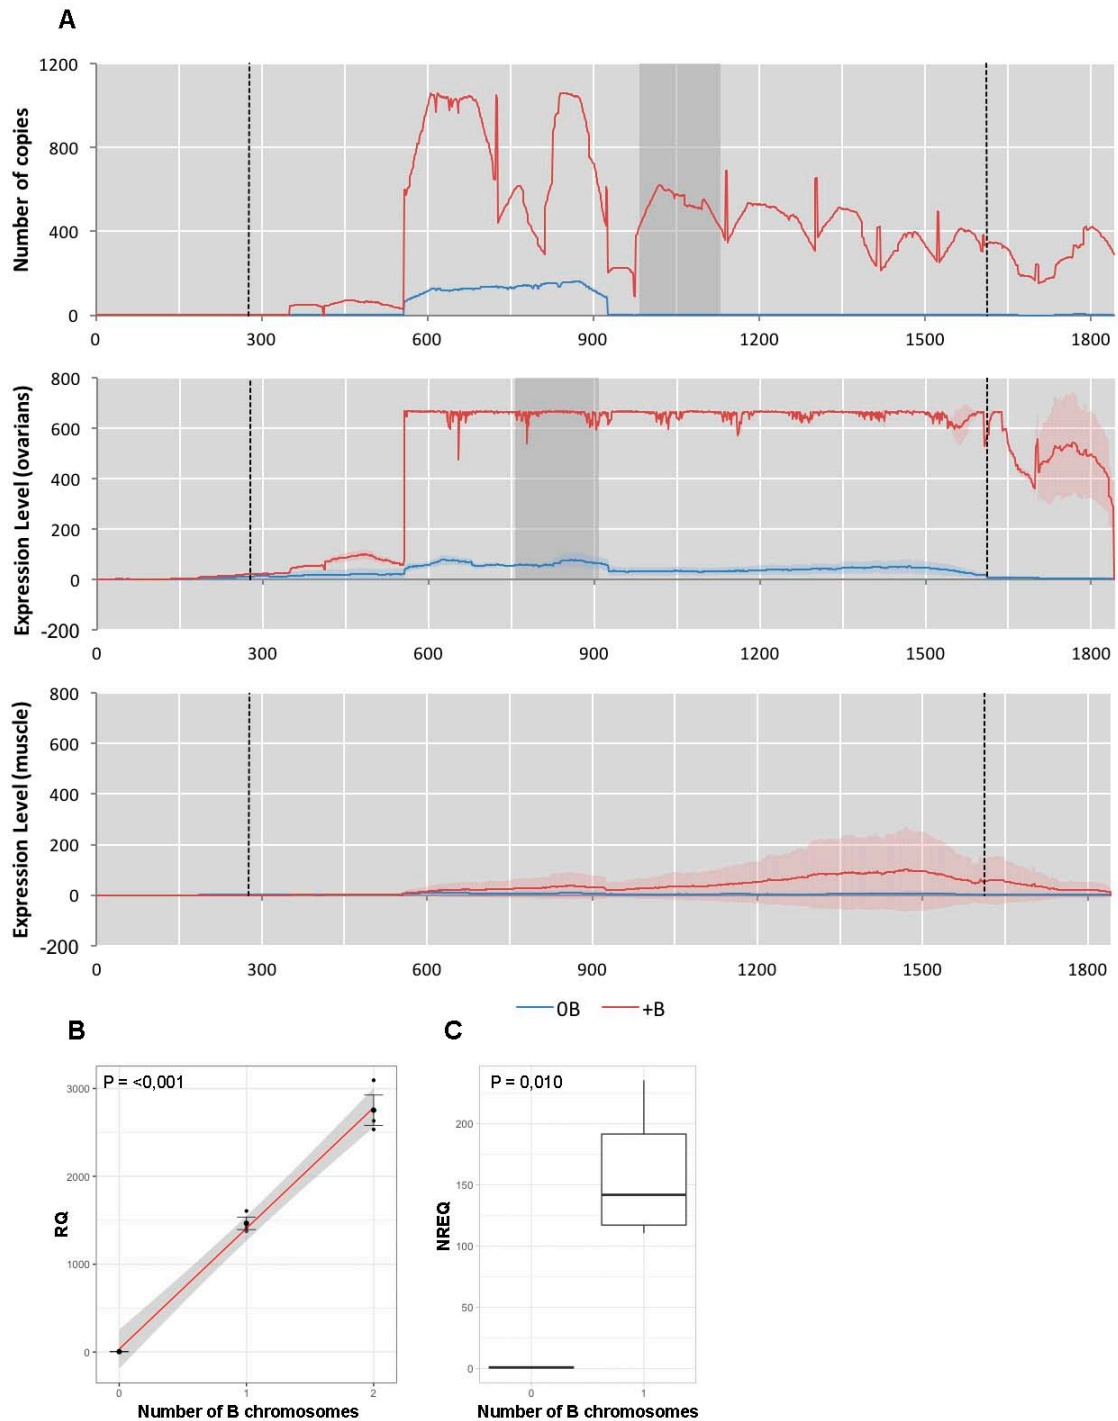 A
Number of copies
1200
800
400
0
0 300 600 900 1200 1500 1800
Expression Level (ovarians)
800
600
400
200
0
-200
0 300 600 900 1200 1500 1800
Expression Level (muscle)
800
600
400
200
0
-200
0 300 600 900 1200 1500 1800
0B +B
B
P = <0,001
RQ
3000
2000
1000
0
0 1 2
Number of B chromosomes
C
P = 0,010
NREQ
200
150
100
50
0
0 1
Number of B chromosomes